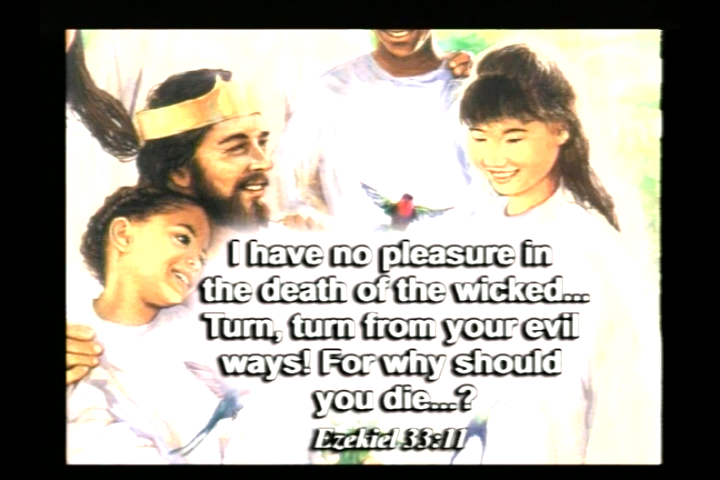 I have no pleasure in
the death of the wicked...
Turn, turn from your evil
ways! For why should
you die...?
Ezekiel 33:11